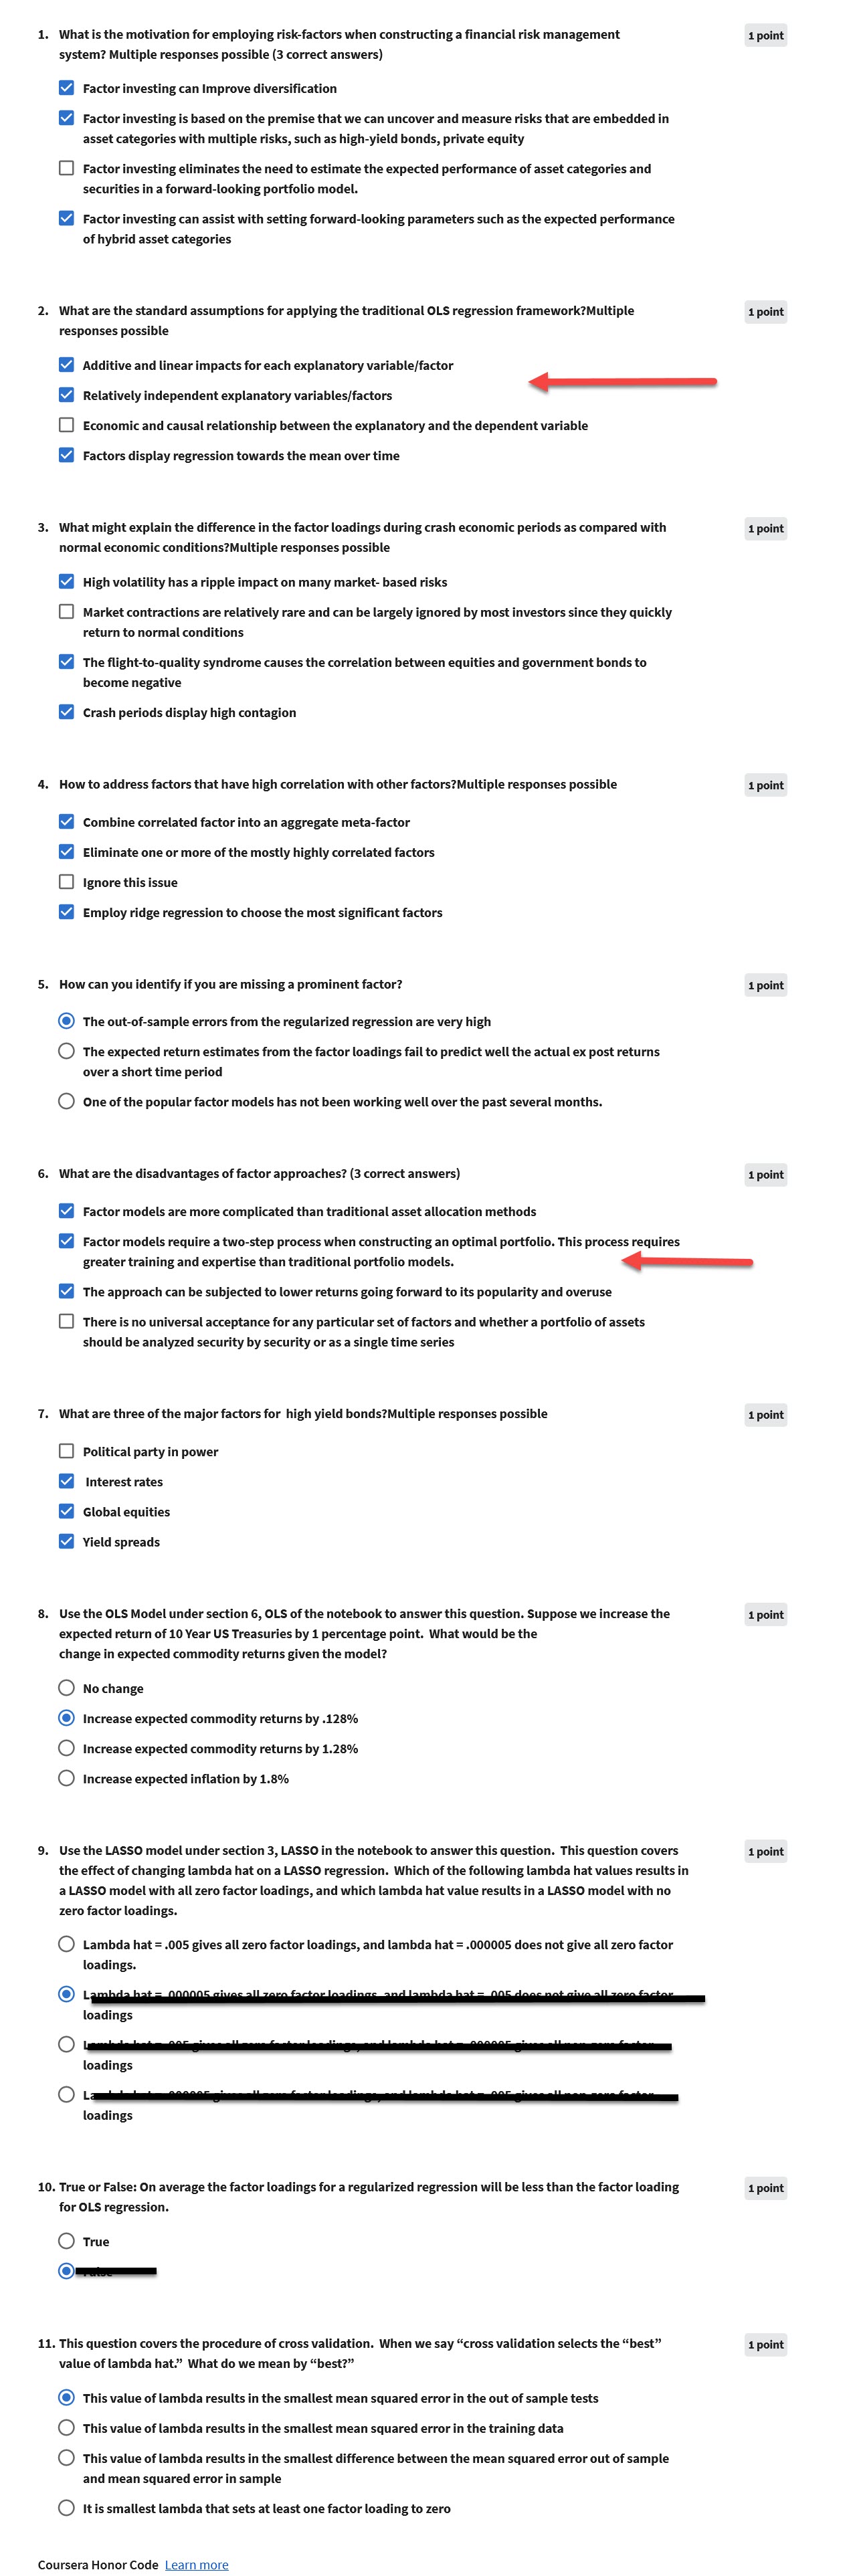 1. What is the motivation for employing risk-factors when constructing a financial risk management
system? Multiple responses possible (3 correct answers)
1 point
Factor investing can Improve diversification
Factor investing is based on the premise that we can uncover and measure risks that are embedded in
asset categories with multiple risks, such as high-yield bonds, private equity
Factor investing eliminates the need to estimate the expected performance of asset categories and
securities in a forward-looking portfolio model.
Factor investing can assist with setting forward-looking parameters such as the expected performance
of hybrid asset categories
2. What are the standard assumptions for applying the traditional OLS regression framework?Multiple
responses possible
1 point
Additive and linear impacts for each explanatory variable/factor
Relatively independent explanatory variables/factors
Economic and causal relationship between the explanatory and the dependent variable
Factors display regression towards the mean over time
3. What might explain the difference in the factor loadings during crash economic periods as compared with
normal economic conditions?Multiple responses possible
1 point
High volatility has a ripple impact on many market- based risks
Market contractions are relatively rare and can be largely ignored by most investors since they quickly
return to normal conditions
The flight-to-quality syndrome causes the correlation between equities and government bonds to
become negative
Crash periods display high contagion
4. How to address factors that have high correlation with other factors?Multiple responses possible
1 point
Combine correlated factor into an aggregate meta-factor
Eliminate one or more of the mostly highly correlated factors
Ignore this issue
Employ ridge regression to choose the most significant factors
5. How can you identify if you are missing a prominent factor?
1 point
The out-of-sample errors from the regularized regression are very high
The expected return estimates from the factor loadings fail to predict well the actual ex post returns
over a short time period
One of the popular factor models has not been working well over the past several months.
6. What are the disadvantages of factor approaches? (3 correct answers)
1 point
Factor models are more complicated than traditional asset allocation methods
Factor models require a two-step process when constructing an optimal portfolio. This process requires
greater training and expertise than traditional portfolio models.
The approach can be subjected to lower returns going forward to its popularity and overuse
There is no universal acceptance for any particular set of factors and whether a portfolio of assets
should be analyzed security by security or as a single time series
7. What are three of the major factors for high yield bonds?Multiple responses possible
1 point
Political party in power
Interest rates
Global equities
Yield spreads
8. Use the OLS Model under section 6, OLS of the notebook to answer this question. Suppose we increase the
expected return of 10 Year US Treasuries by 1 percentage point. What would be the
change in expected commodity returns given the model?
1 point
No change
Increase expected commodity returns by .128%
Increase expected commodity returns by 1.28%
Increase expected inflation by 1.8%
9. Use the LASSO model under section 3, LASSO in the notebook to answer this question. This question covers
the effect of changing lambda hat on a LASSO regression. Which of the following lambda hat values results in
a LASSO model with all zero factor loadings, and which lambda hat value results in a LASSO model with no
zero factor loadings.
1 point
Lambda hat = .005 gives all zero factor loadings, and lambda hat = .000005 does not give all zero factor
loadings.
Lambda hat = .000005 gives all zero factor loadings, and lambda hat = .005 does not give all zero factor
loadings
loadings
loadings
10. True or False: On average the factor loadings for a regularized regression will be less than the factor loading
for OLS regression.
1 point
True
11. This question covers the procedure of cross validation. When we say “cross validation selects the “best”
value of lambda hat.” What do we mean by “best?”
1 point
This value of lambda results in the smallest mean squared error in the out of sample tests
This value of lambda results in the smallest mean squared error in the training data
This value of lambda results in the smallest difference between the mean squared error out of sample
and mean squared error in sample
It is smallest lambda that sets at least one factor loading to zero
Coursera Honor Code Learn more